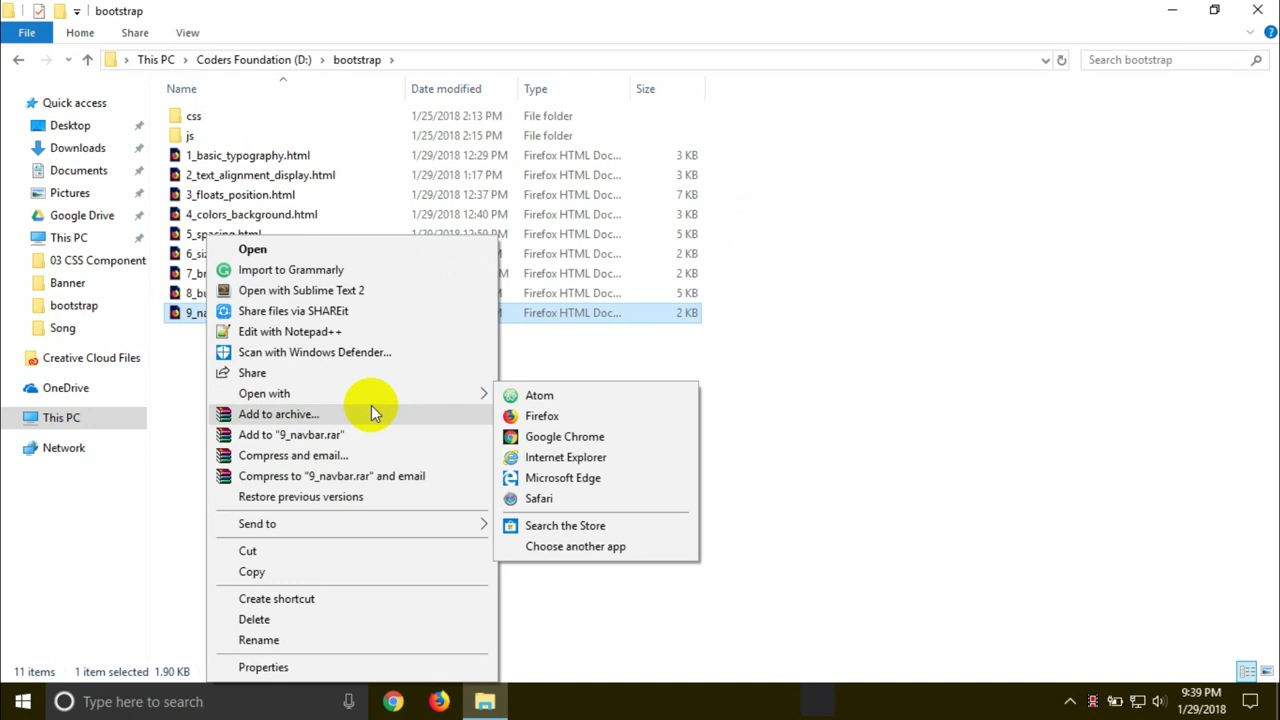 bootstrap
File Home Share View
This PC Coders Foundation (D:) bootstrap Search bootstrap
Name Date modified Type Size
Quick access
Desktop
Downloads
Documents
Pictures
Google Drive
This PC
03 CSS Component
Banner
bootstrap
Song
Creative Cloud Files
OneDrive
This PC
Network
css 1/25/2018 2:13 PM File folder
js 1/25/2018 2:15 PM File folder
1_basic_typography.html 1/29/2018 12:29 PM Firefox HTML Doc... 3 KB
2_text_alignment_display.html 1/29/2018 1:17 PM Firefox HTML Doc... 3 KB
3_floats_position.html 1/29/2018 12:37 PM Firefox HTML Doc... 7 KB
4_colors_background.html 1/29/2018 12:40 PM Firefox HTML Doc... 3 KB
5_spacing.html 1/29/2018 12:59 PM Firefox HTML Doc... 5 KB
6_si M Firefox HTML Doc... 2 KB
7_b M Firefox HTML Doc... 2 KB
8_bu M Firefox HTML Doc... 5 KB
9_na M Firefox HTML Doc... 2 KB
Open
Import to Grammarly
Open with Sublime Text 2
Share files via SHAREit
Edit with Notepad++
Scan with Windows Defender...
Share
Open with
Add to archive...
Add to "9_navbar.rar"
Compress and email...
Compress to "9_navbar.rar" and email
Restore previous versions
Send to
Cut
Copy
Create shortcut
Delete
Rename
Properties
Atom
Firefox
Google Chrome
Internet Explorer
Microsoft Edge
Safari
Search the Store
Choose another app
11 items 1 item selected 1.90 KB
Type here to search
9:39 PM
1/29/2018